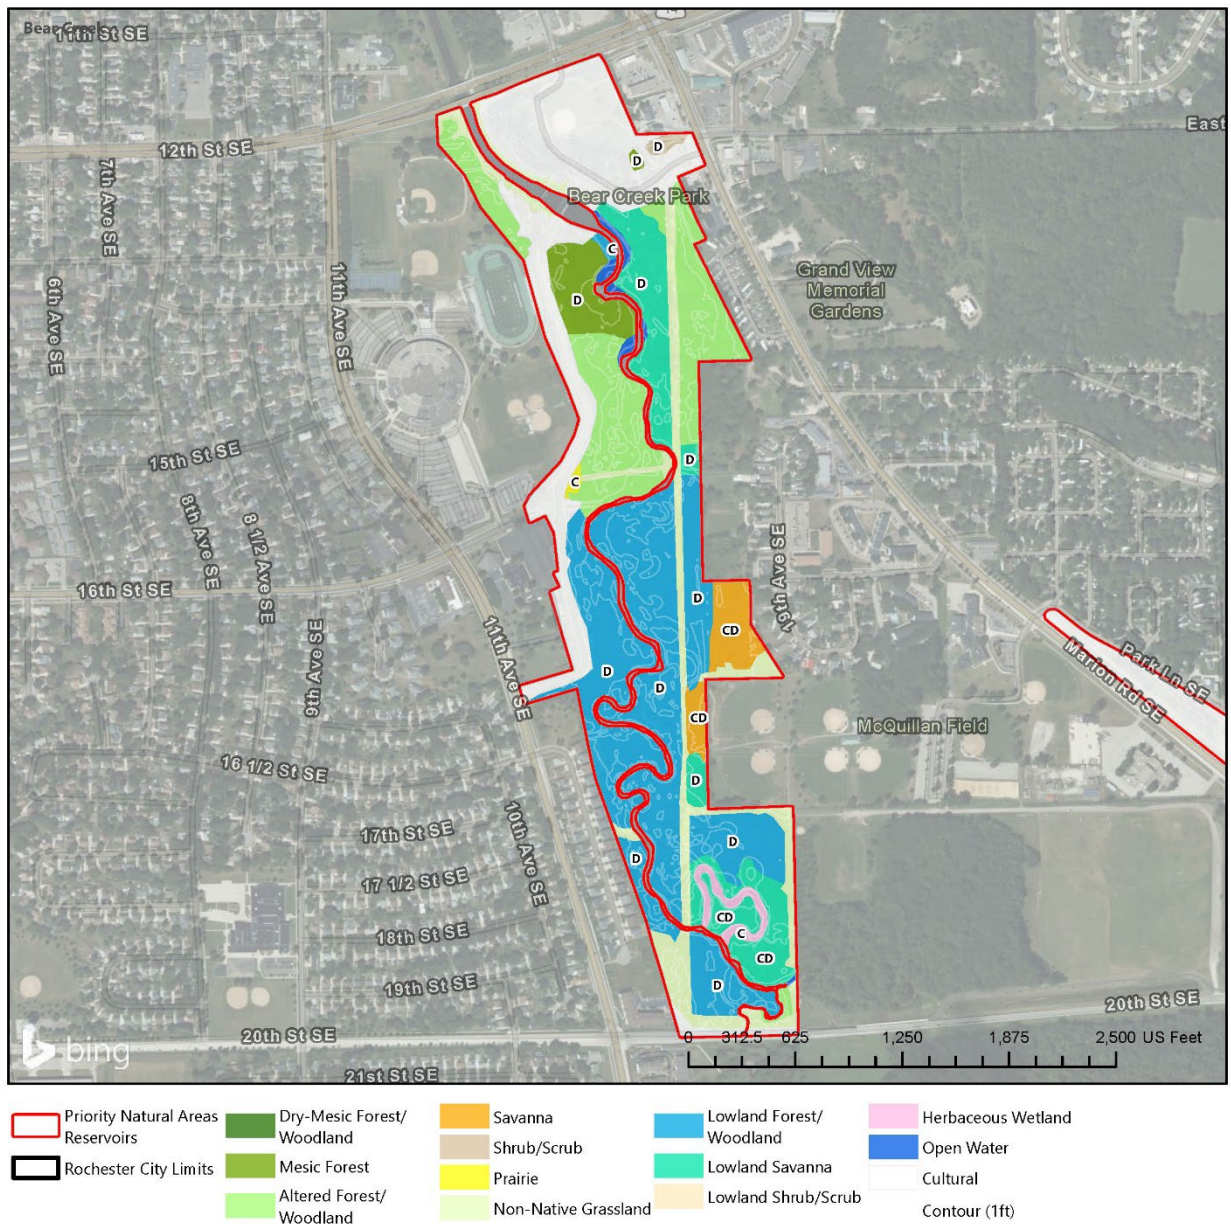 Bear Creek
11th St SE
East
12th St SE
7th Ave SE
Bear Creek Park
D
D
C
D
D
6th Ave SE
11th Ave SE
Grand View
Memorial
Gardens
15th St SE
D
C
8th Ave SE
8 1/2 Ave SE
19th Ave SE
16th St SE
D
CD
9th Ave SE
11th Ave SE
Park Ln SE
Marion Rd SE
D
D
CD
McQuillan Field
16 1/2 St SE
D
17th St SE
10th Ave SE
D
D
17 1/2 St SE
CD
C
18th St SE
CD
19th St SE
D
20th St SE
20th St SE
bing
0 312.5 625 1,250 1,875 2,500 US Feet
21st St SE
Priority Natural Areas
Reservoirs
Rochester City Limits
Dry-Mesic Forest/
Woodland
Mesic Forest
Altered Forest/
Woodland
Savanna
Shrub/Scrub
Prairie
Non-Native Grassland
Lowland Forest/
Woodland
Lowland Savanna
Lowland Shrub/Scrub
Herbaceous Wetland
Open Water
Cultural
Contour (1ft)